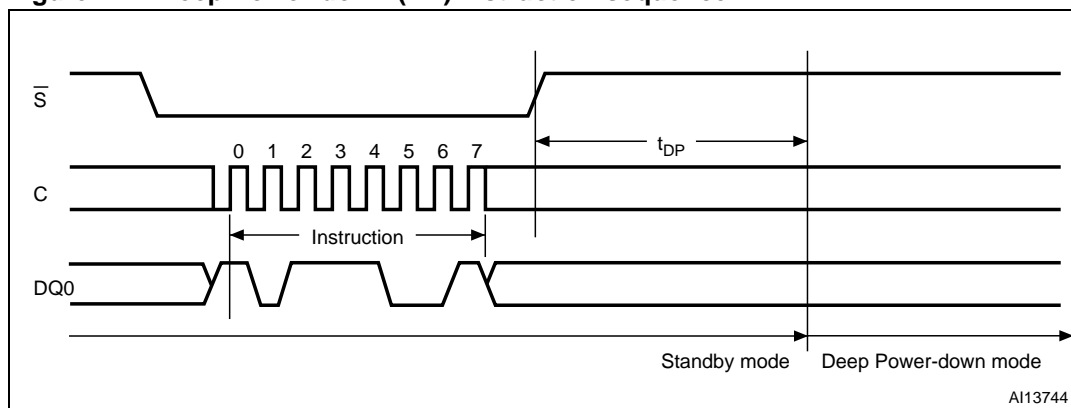 S
0 1 2 3 4 5 6 7
tDP
C
Instruction
DQ0
Standby mode Deep Power-down mode
AI13744